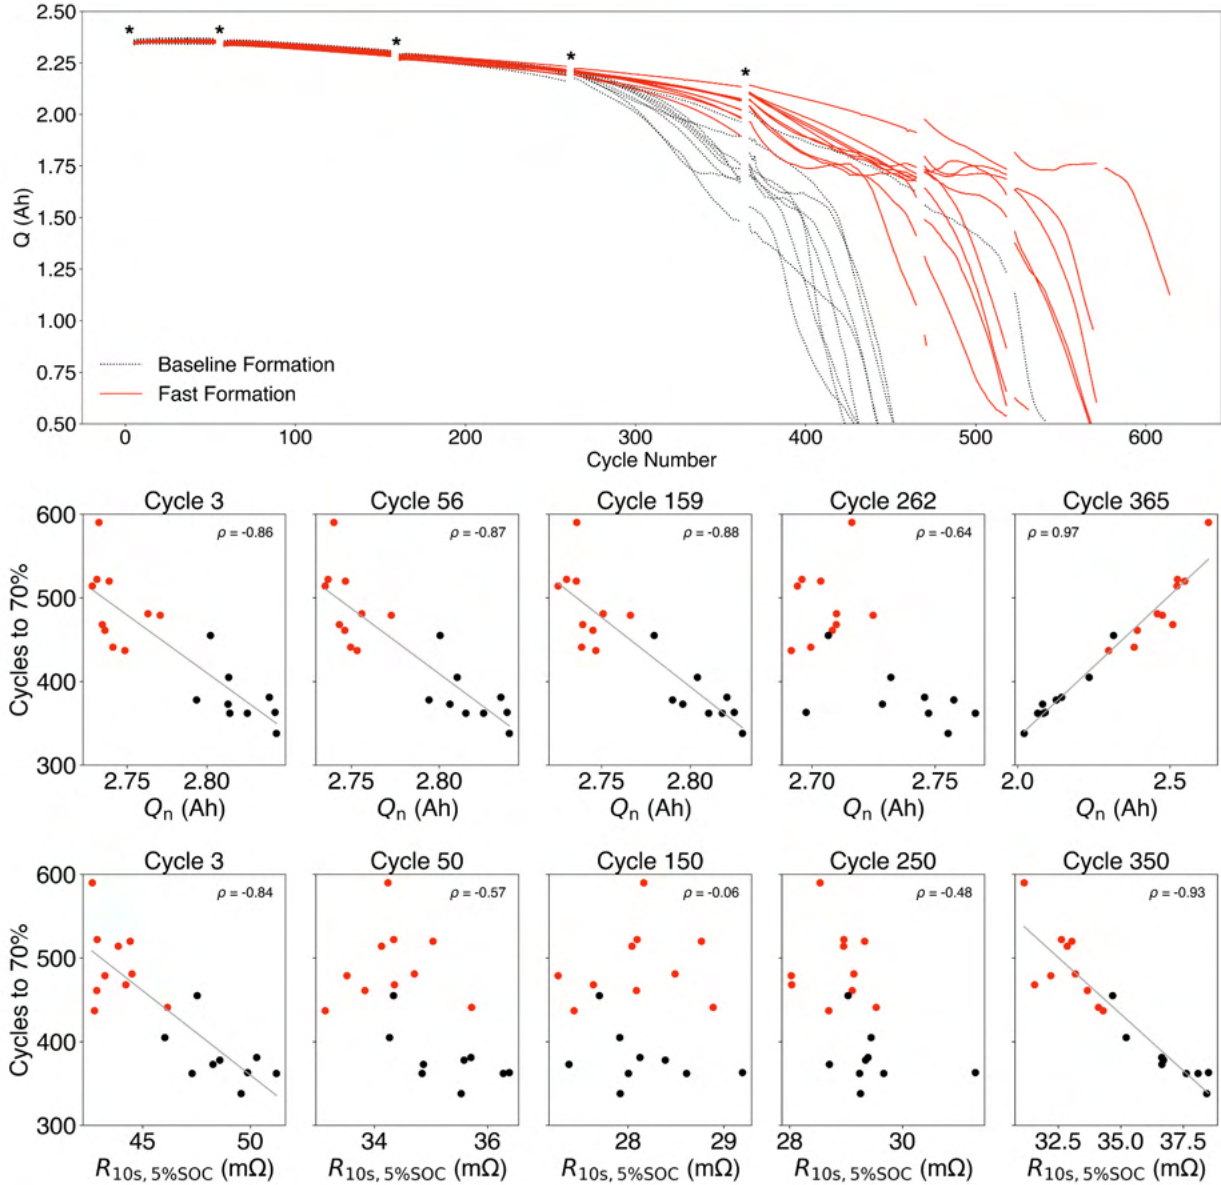 2.50
2.25
2.00
1.75
1.50
1.25
1.00
0.75
0.50
Q (Ah)
* * * * *
Baseline Formation
Fast Formation
0 100 200 300 400 500 600
Cycle Number
Cycle 3 Cycle 56 Cycle 159 Cycle 262 Cycle 365
ρ = -0.86 ρ = -0.87 ρ = -0.88 ρ = -0.64 ρ = 0.97
600
500
400
300
Cycles to 70%
2.75 2.80 2.75 2.80 2.75 2.80 2.70 2.75 2.0 2.5
Qn (Ah) Qn (Ah) Qn (Ah) Qn (Ah) Qn (Ah)
Cycle 3 Cycle 50 Cycle 150 Cycle 250 Cycle 350
ρ = -0.84 ρ = -0.57 ρ = -0.06 ρ = -0.48 ρ = -0.93
600
500
400
300
Cycles to 70%
45 50 34 36 28 29 28 30 32.5 35.0 37.5
R10s, 5%SOC (mΩ) R10s, 5%SOC (mΩ) R10s, 5%SOC (mΩ) R10s, 5%SOC (mΩ) R10s, 5%SOC (mΩ)